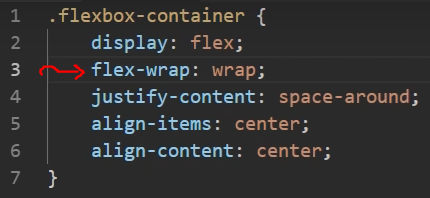 1 .flexbox-container {
2 display: flex;
3 flex-wrap: wrap;
4 justify-content: space-around;
5 align-items: center;
6 align-content: center;
7 }